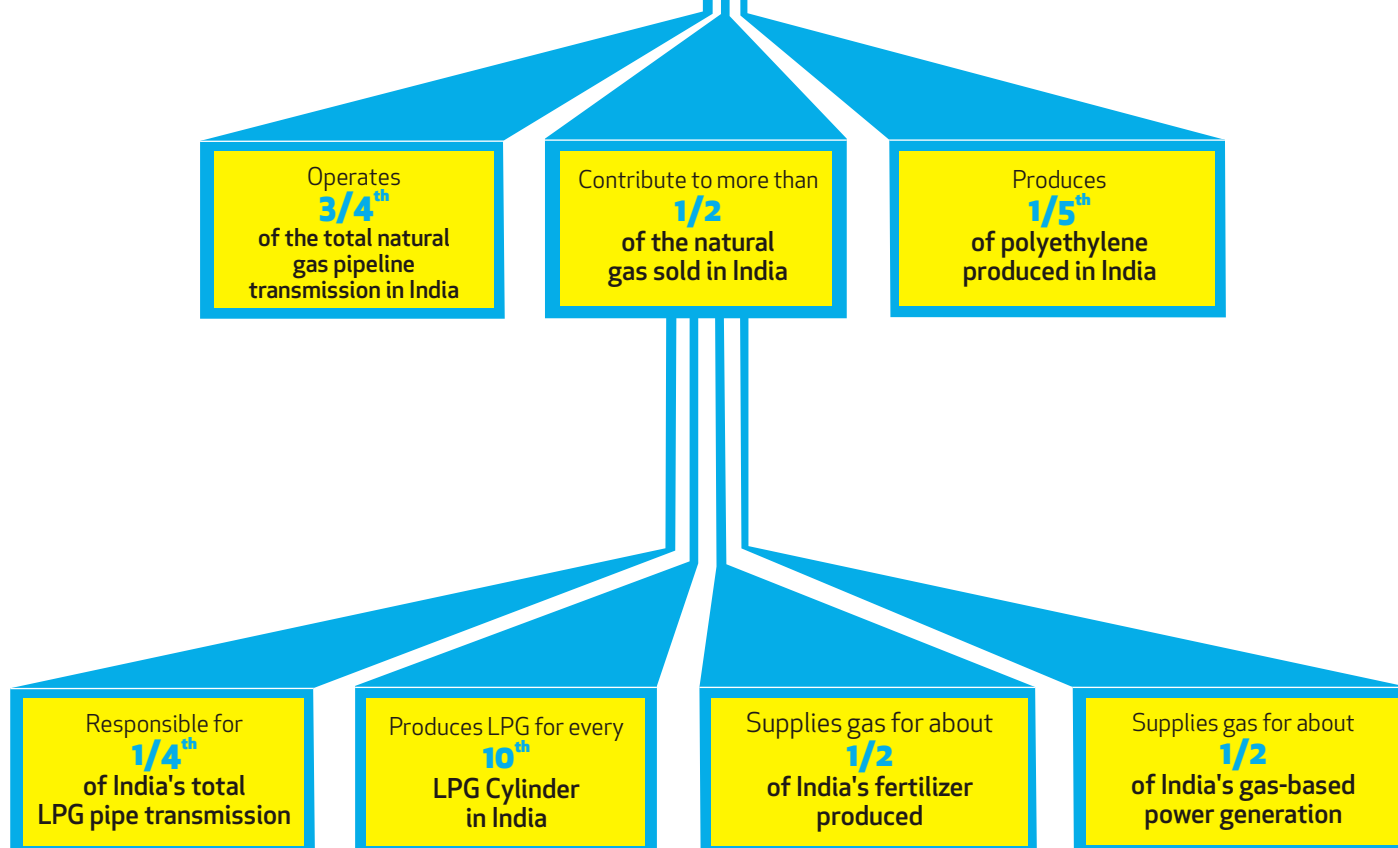 Operates
3/4th
of the total natural
gas pipeline
transmission in India
Contribute to more than
1/2
of the natural
gas sold in India
Produces
1/5th
of polyethylene
produced in India
Responsible for
1/4th
of India's total
LPG pipe transmission
Produces LPG for every
10th
LPG Cylinder
in India
Supplies gas for about
1/2
of India's fertilizer
produced
Supplies gas for about
1/2
of India's gas-based
power generation